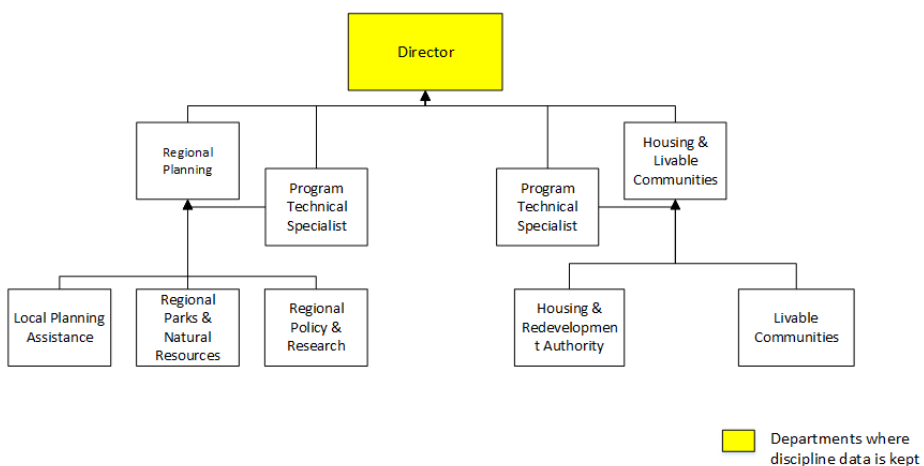 Director
Regional
Planning
Housing &
Livable
Communities
Program
Technical
Specialist
Program
Technical
Specialist
Local Planning
Assistance
Regional
Parks &
Natural
Resources
Regional
Policy &
Research
Housing &
Redevelopmen
t Authority
Livable
Communities
Departments where
discipline data is kept